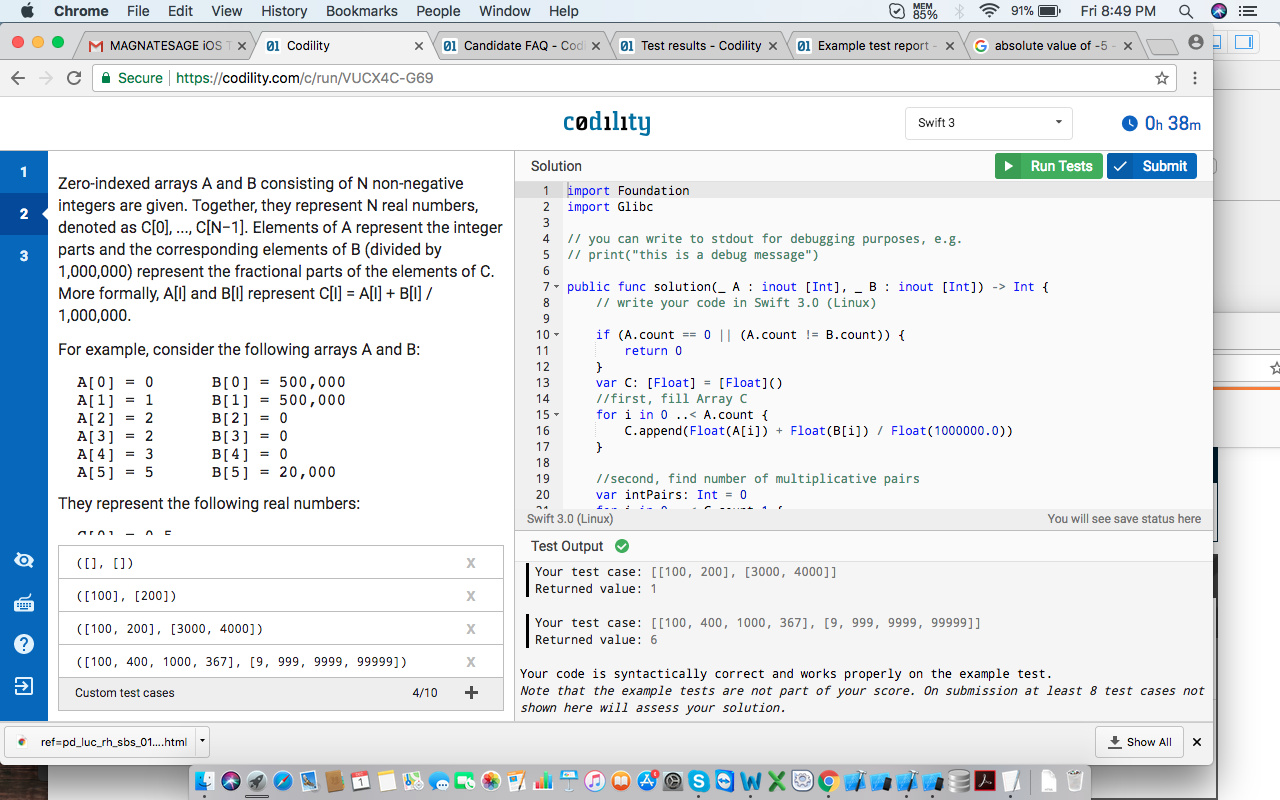 Chrome File Edit View History Bookmarks People Window Help MEM 85% 91% Fri 8:49 PM
MAGNATESAGE iOS T × Codility × Candidate FAQ - Codi × Test results - Codility × Example test report - × absolute value of -5 - ×
Secure https://codility.com/c/run/VUCX4C-G69
codility Swift 3 0h 38m
1
2
3
Zero-indexed arrays A and B consisting of N non-negative
integers are given. Together, they represent N real numbers,
denoted as C[0], ..., C[N−1]. Elements of A represent the integer
parts and the corresponding elements of B (divided by
1,000,000) represent the fractional parts of the elements of C.
More formally, A[I] and B[I] represent C[I] = A[I] + B[I] /
1,000,000.
For example, consider the following arrays A and B:
A[0] = 0 B[0] = 500,000
A[1] = 1 B[1] = 500,000
A[2] = 2 B[2] = 0
A[3] = 2 B[3] = 0
A[4] = 3 B[4] = 0
A[5] = 5 B[5] = 20,000
They represent the following real numbers:
([], []) x
([100], [200]) x
([100, 200], [3000, 4000]) x
([100, 400, 1000, 367], [9, 999, 9999, 99999]) x
Custom test cases 4/10 +
Solution Run Tests Submit
1 import Foundation
2 import Glibc
3
4 // you can write to stdout for debugging purposes, e.g.
5 // print("this is a debug message")
6
7 public func solution(_ A : inout [Int], _ B : inout [Int]) -> Int {
8 // write your code in Swift 3.0 (Linux)
9
10 if (A.count == 0 || (A.count != B.count)) {
11 return 0
12 }
13 var C: [Float] = [Float]()
14 //first, fill Array C
15 for i in 0 ..< A.count {
16 C.append(Float(A[i]) + Float(B[i]) / Float(1000000.0))
17 }
18
19 //second, find number of multiplicative pairs
20 var intPairs: Int = 0
Swift 3.0 (Linux) You will see save status here
Test Output
Your test case: [[100, 200], [3000, 4000]]
Returned value: 1
Your test case: [[100, 400, 1000, 367], [9, 999, 9999, 99999]]
Returned value: 6
Your code is syntactically correct and works properly on the example test.
Note that the example tests are not part of your score. On submission at least 8 test cases not
shown here will assess your solution.
ref=pd_luc_rh_sbs_01....html Show All ×